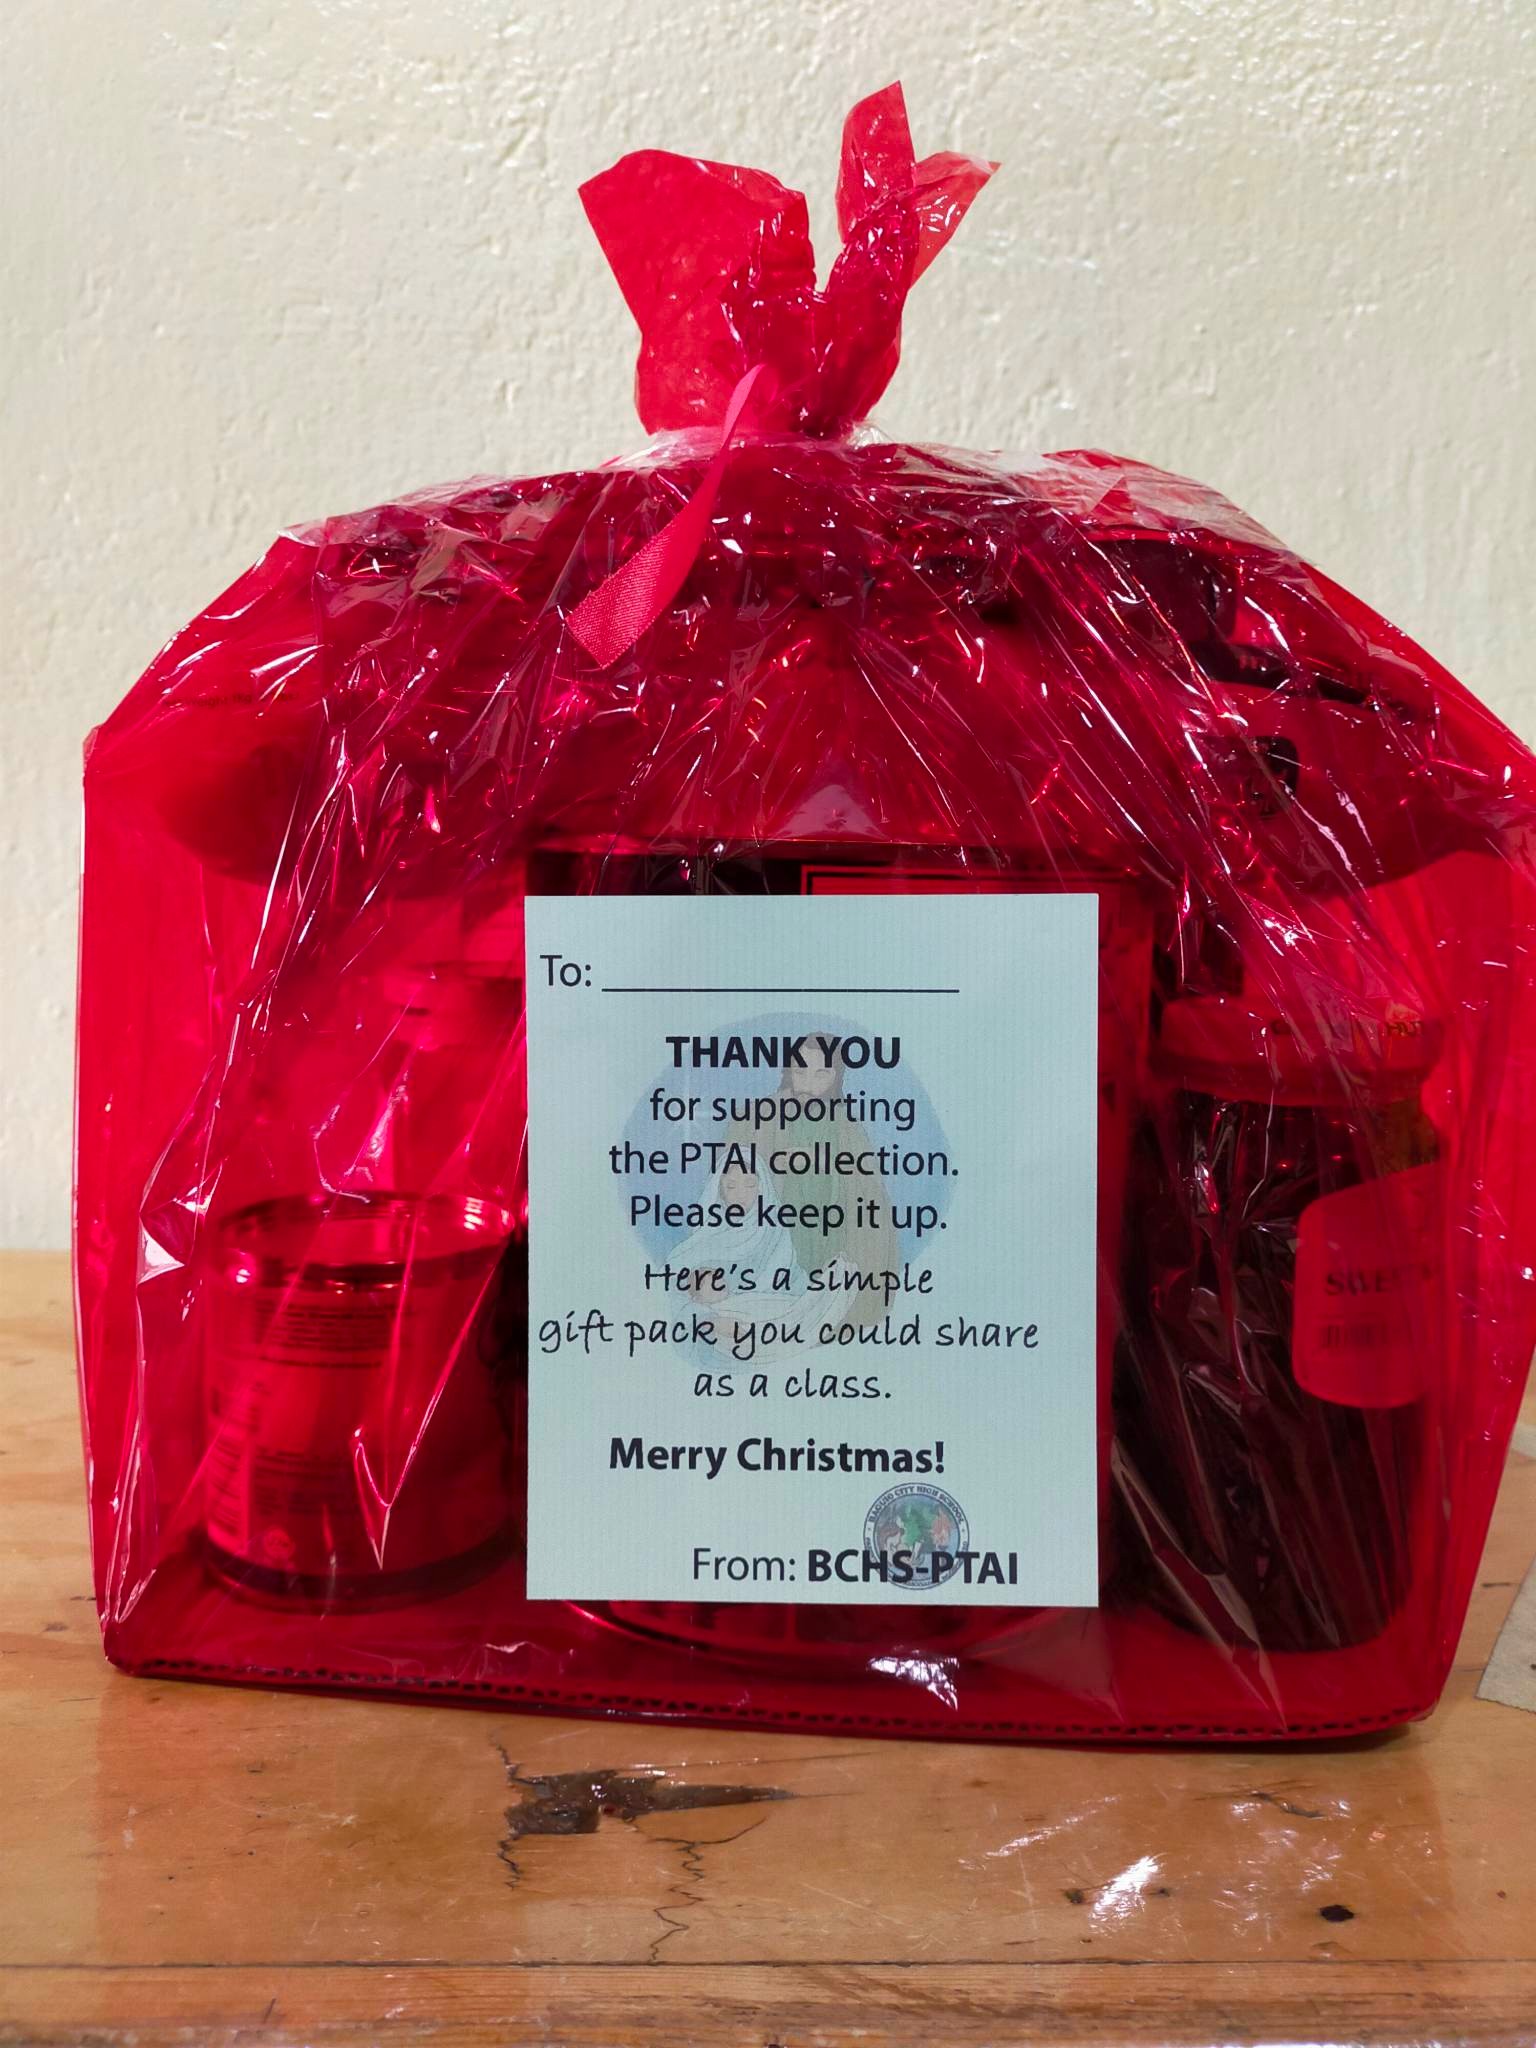 To: ____________________
THANK YOU
for supporting
the PTAI collection.
Please keep it up.
Here's a simple
gift pack you could share
as a class.
Merry Christmas!
BAGUIO CITY HIGH SCHOOL
From: BCHS-PTAI